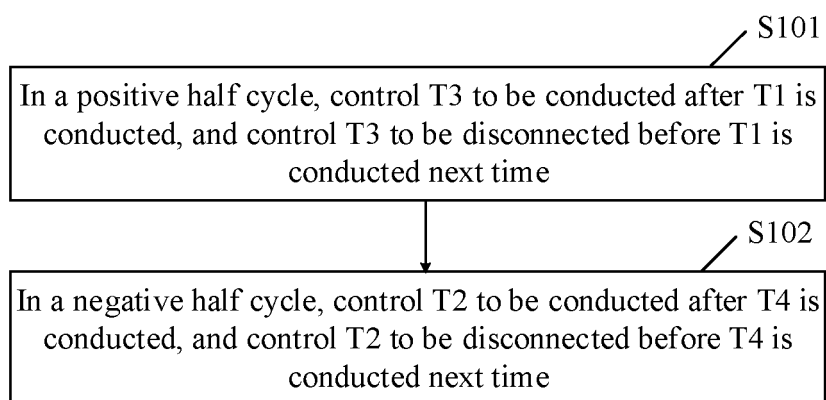 S101
In a positive half cycle, control T3 to be conducted after T1 is
conducted, and control T3 to be disconnected before T1 is
conducted next time
S102
In a negative half cycle, control T2 to be conducted after T4 is
conducted, and control T2 to be disconnected before T4 is
conducted next time